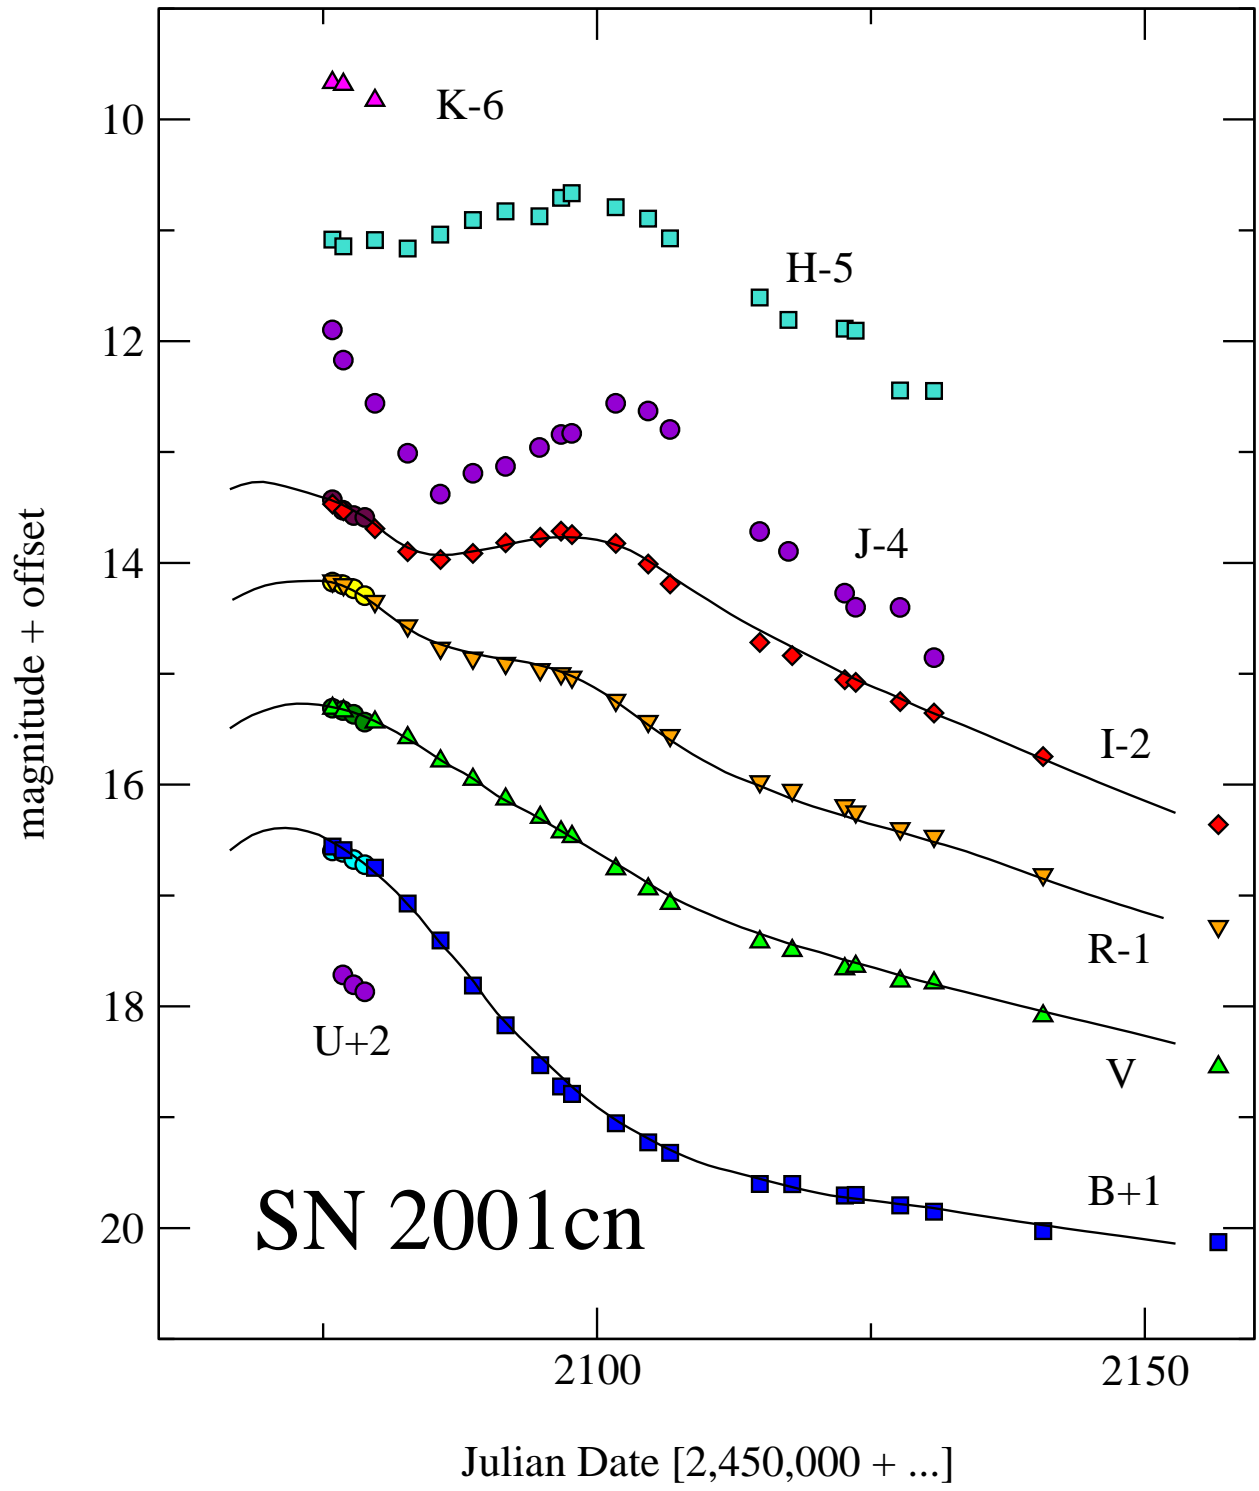 K-6
10
H-5
12
J-4
14
magnitude + offset
I-2
16
R-1
18
U+2
V
B+1
SN 2001cn
20
2100
2150
Julian Date [2,450,000 + ...]